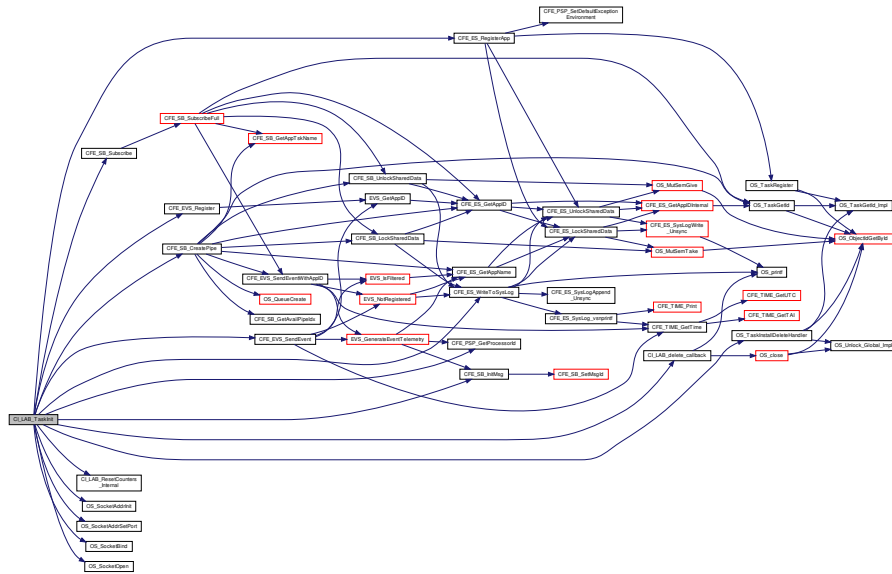 CFE_PSP_SetDefaultException
Environment
CFE_ES_RegisterApp
CFE_SB_SubscribeFull
CFE_SB_GetAppTskName
CFE_SB_Subscribe
CFE_SB_UnlockSharedData
OS_MutSemGive
OS_TaskRegister
EVS_GetAppID
CFE_ES_GetAppID
CFE_ES_GetAppIDInternal
OS_TaskGetId
OS_TaskGetId_Impl
CFE_EVS_Register
CFE_ES_UnlockSharedData
CFE_ES_SysLogWrite
_Unsync
CFE_ES_LockSharedData
CFE_SB_LockSharedData
OS_ObjectIdGetById
CFE_SB_CreatePipe
OS_MutSemTake
CFE_ES_GetAppName
OS_printf
CFE_EVS_SendEventWithAppID
EVS_IsFiltered
CFE_ES_WriteToSysLog
CFE_ES_SysLogAppend
_Unsync
OS_QueueCreate
EVS_NotRegistered
CFE_TIME_GetUTC
CFE_TIME_Print
CFE_SB_GetAvailPipeIdx
CFE_ES_SysLog_vsnprintf
CFE_TIME_GetTAI
CFE_TIME_GetTime
CFE_EVS_SendEvent
EVS_GenerateEventTelemetry
CFE_PSP_GetProcessorId
OS_TaskInstallDeleteHandler
OS_Unlock_Global_Impl
CI_LAB_delete_callback
OS_close
CFE_SB_InitMsg
CFE_SB_SetMsgId
CI_LAB_TaskInit
CI_LAB_ResetCounters
_Internal
OS_SocketAddrInit
OS_SocketAddrSetPort
OS_SocketBind
OS_SocketOpen